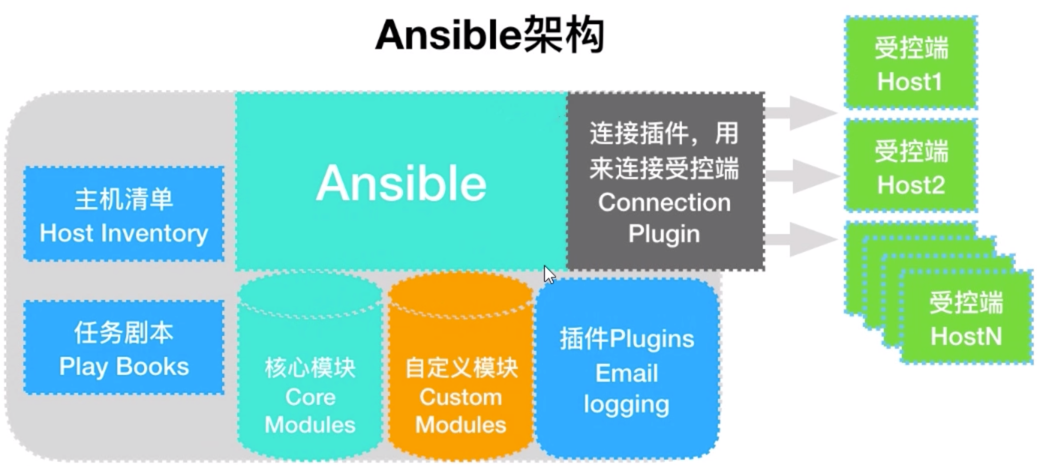 Ansible架构
主机清单
Host Inventory
任务剧本
Play Books
Ansible
连接插件，用
来连接受控端
Connection
Plugin
核心模块
Core
Modules
自定义模块
Custom
Modules
插件Plugins
Email
logging
受控端
Host1
受控端
Host2
受控端
HostN